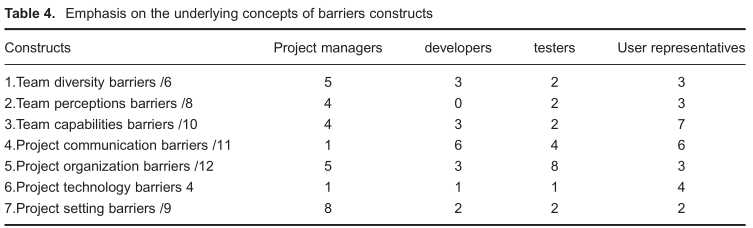 Table 4. Emphasis on the underlying concepts of barriers constructs
Constructs Project managers developers testers User representatives
1.Team diversity barriers /6 5 3 2 3
2.Team perceptions barriers /8 4 0 2 3
3.Team capabilities barriers /10 4 3 2 7
4.Project communication barriers /11 1 6 4 6
5.Project organization barriers /12 5 3 8 3
6.Project technology barriers 4 1 1 1 4
7.Project setting barriers /9 8 2 2 2